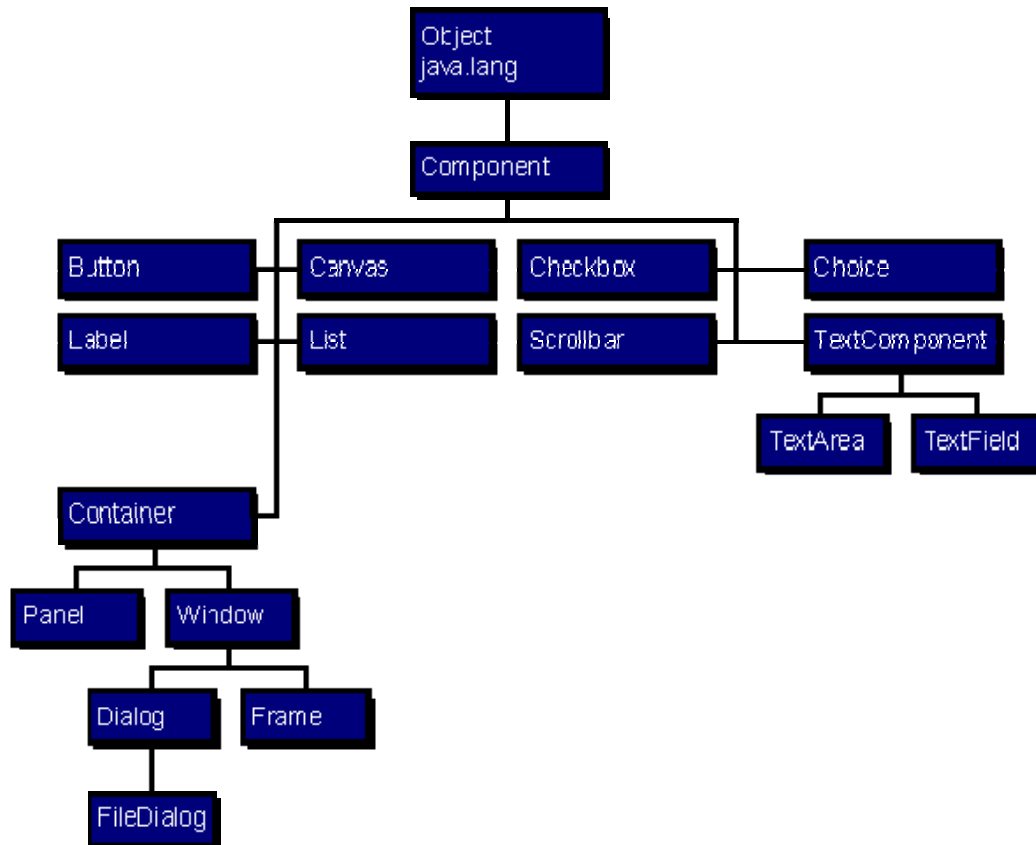 Object
java.lang
Component
Button
Canvas
Checkbox
Choice
Label
List
Scrollbar
TextComponent
TextArea
TextField
Container
Panel
Window
Dialog
Frame
FileDialog